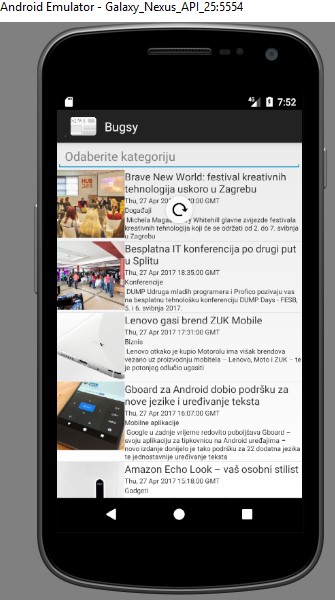 Android Emulator - Galaxy_Nexus_API_25:5554
7:52
Bugsy
Odaberite kategoriju
Brave New World: festival kreativnih
tehnologija uskoro u Zagrebu
Thu, 27 Apr 00 GMT
Događaji
Michela Mag Whitehill glavne zvijezde festivala
kreativnih tehnologija koji će se održati od 2. do 7. svibnja
u Zagrebu
Besplatna IT konferencija po drugi put
u Splitu
Thu, 27 Apr 2017 18:35:00 GMT
Konferencije
DUMP Udruga mladih programera i Profico pozivaju vas
na besplatnu tehnološku konferenciju DUMP Days - FESB,
5. i 6. svibnja 2017.
Lenovo gasi brend ZUK Mobile
Thu, 27 Apr 2017 17:31:00 GMT
Biznis
Lenovo otkako je kupio Motorolu ima višak brendova
vezano uz proizvodnju mobitela – Lenovo, Moto i ZUK – te
je potonjeg odlučio ugasiti
Gboard za Android dobio podršku za
nove jezike i uređivanje teksta
Thu, 27 Apr 2017 16:07:00 GMT
Mobilne aplikacije
Google u zadnje vrijeme redovito poboljšava Gboard –
svoju aplikaciju za tipkovnicu na Android uređajima –
novo izdanje donijelo je tako podršku za 22 dodatna jezika
te jednostavnije uređivanje teksta
Amazon Echo Look – vaš osobni stilist
Thu, 27 Apr 2017 15:18:00 GMT
Gadgeti